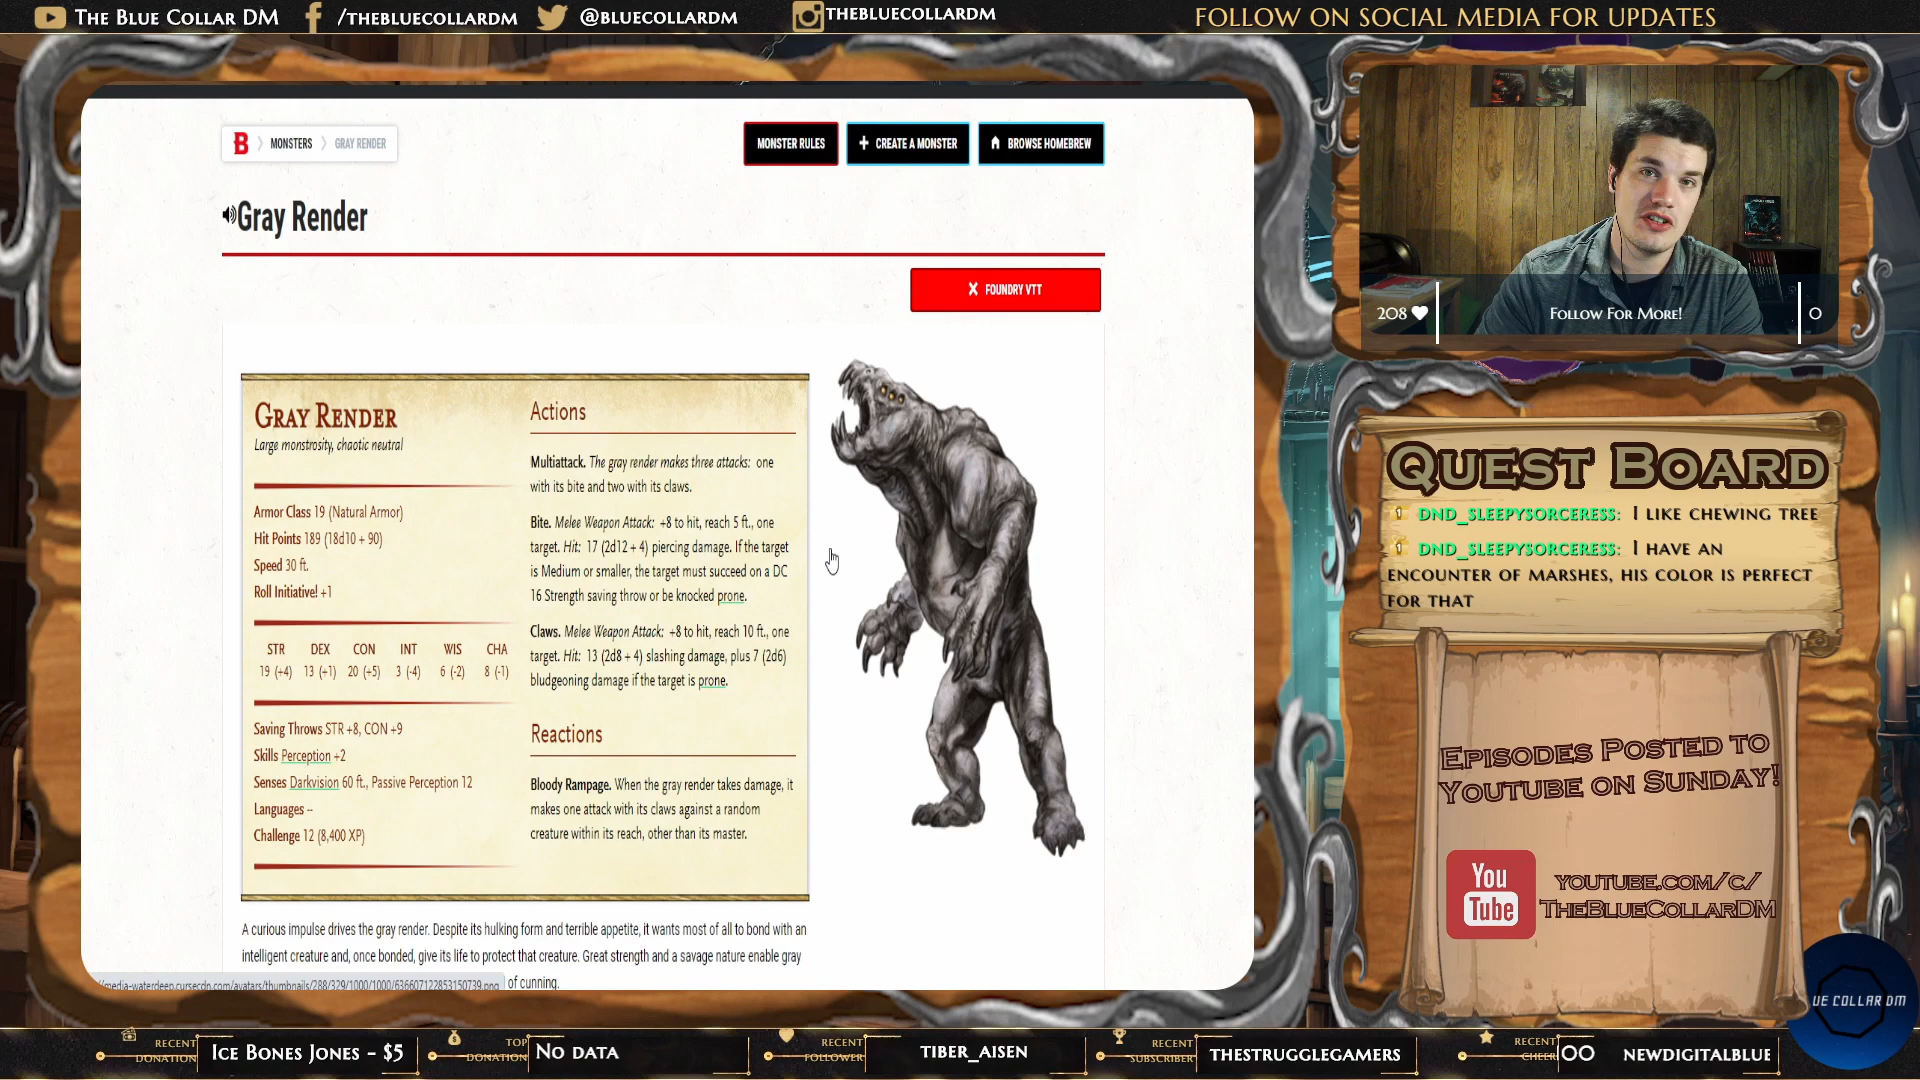 The Blue Collar DM /thebluecollardm @bluecollardm thebluecollardm Follow on Social Media for Updates
B MONSTERS GRAY RENDER
MONSTER RULES CREATE A MONSTER BROWSE HOMEBREW
Gray Render
FOUNDRY VTT
Gray Render
Large monstrosity, chaotic neutral
Armor Class 19 (Natural Armor)
Hit Points 189 (18d10 + 90)
Speed 30 ft.
Roll Initiative! +1
STR DEX CON INT WIS CHA
19 (+4) 13 (+1) 20 (+5) 3 (-4) 6 (-2) 8 (-1)
Saving Throws STR +8, CON +9
Skills Perception +2
Senses Darkvision 60 ft., Passive Perception 12
Languages --
Challenge 12 (8,400 XP)
Actions
Multiattack. The gray render makes three attacks: one
with its bite and two with its claws.
Bite. Melee Weapon Attack: +8 to hit, reach 5 ft., one
target. Hit: 17 (2d12 + 4) piercing damage. If the target
is Medium or smaller, the target must succeed on a DC
16 Strength saving throw or be knocked prone.
Claws. Melee Weapon Attack: +8 to hit, reach 10 ft., one
target. Hit: 13 (2d8 + 4) slashing damage, plus 7 (2d6)
bludgeoning damage if the target is prone.
Reactions
Bloody Rampage. When the gray render takes damage, it
makes one attack with its claws against a random
creature within its reach, other than its master.
A curious impulse drives the gray render. Despite its hulking form and terrible appetite, it wants most of all to bond with an
intelligent creature and, once bonded, give its life to protect that creature. Great strength and a savage nature enable gray
of cunning.
//media-waterdeep.cursecdn.com/avatars/thumbnails/288/329/1000/1000/636607122853150739.png
208 Follow For More! 0
Quest Board
dnd_sleepysorceress: I like chewing tree
dnd_sleepysorceress: I have an
encounter of marshes, his color is perfect
for that
Episodes Posted to
Youtube on Sunday!
You
Tube
youtube.com/c/
TheBlueCollarDM
UE COLLAR DM
Recent Donation Ice Bones Jones - $5
Top Donation No data
Recent Follower tiber_aisen
Recent Subscriber thestrugglegamers
Recent Cheer 00 newdigitalblue